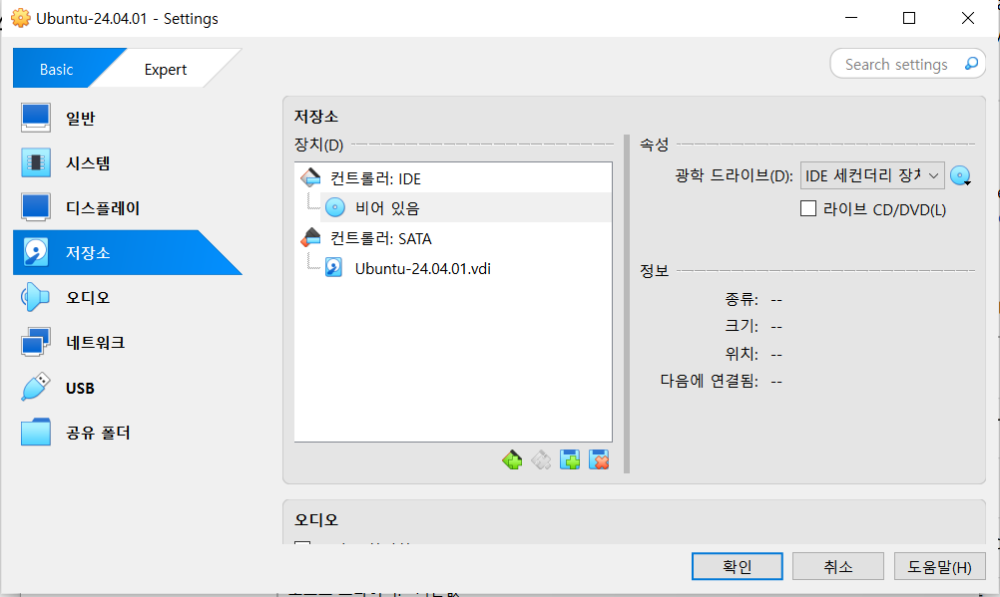 Ubuntu-24.04.01 - Settings
Basic
Expert
Search settings
일반
시스템
디스플레이
저장소
오디오
네트워크
USB
공유 폴더
저장소
장치(D)
컨트롤러: IDE
비어 있음
컨트롤러: SATA
Ubuntu-24.04.01.vdi
속성
광학 드라이브(D): IDE 세컨더리 장치
라이브 CD/DVD(L)
정보
종류: --
크기: --
위치: --
다음에 연결됨: --
오디오
확인
취소
도움말(H)